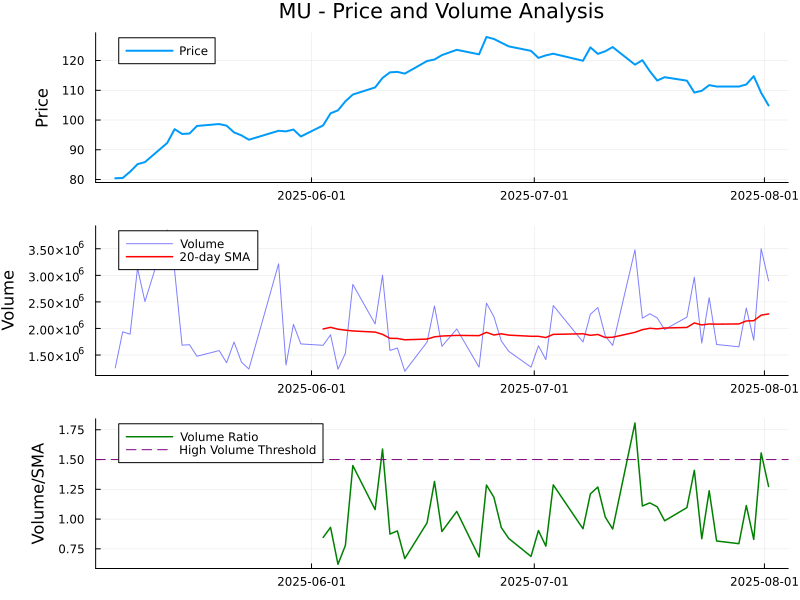 MU - Price and Volume Analysis
Price
Price
120
110
100
90
80
2025-06-01 2025-07-01 2025-08-01
Volume
Volume
20-day SMA
3.50×10⁶
3.00×10⁶
2.50×10⁶
2.00×10⁶
1.50×10⁶
2025-06-01 2025-07-01 2025-08-01
Volume/SMA
Volume Ratio
High Volume Threshold
1.75
1.50
1.25
1.00
0.75
2025-06-01 2025-07-01 2025-08-01